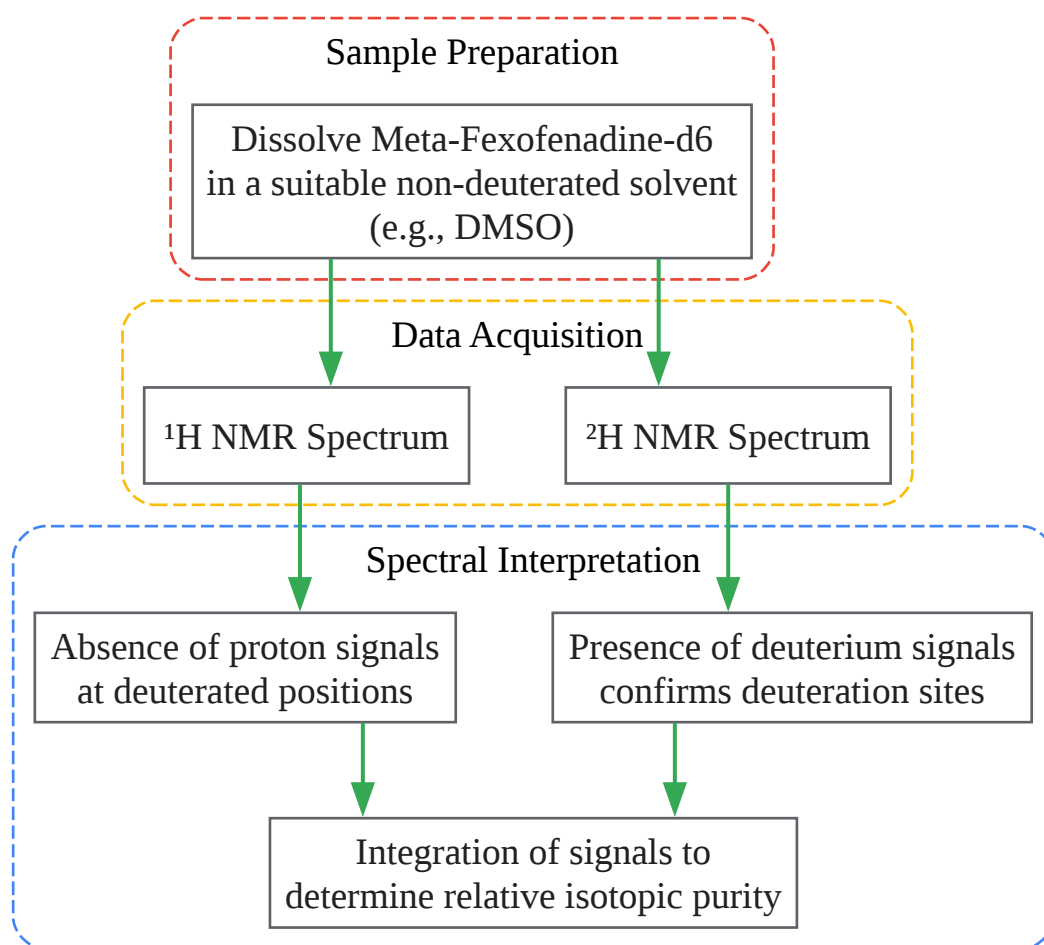 Sample Preparation
Dissolve Meta-Fexofenadine-d6
in a suitable non-deuterated solvent
(e.g., DMSO)
Data Acquisition
¹H NMR Spectrum
²H NMR Spectrum
Spectral Interpretation
Absence of proton signals
at deuterated positions
Presence of deuterium signals
confirms deuteration sites
Integration of signals to
determine relative isotopic purity